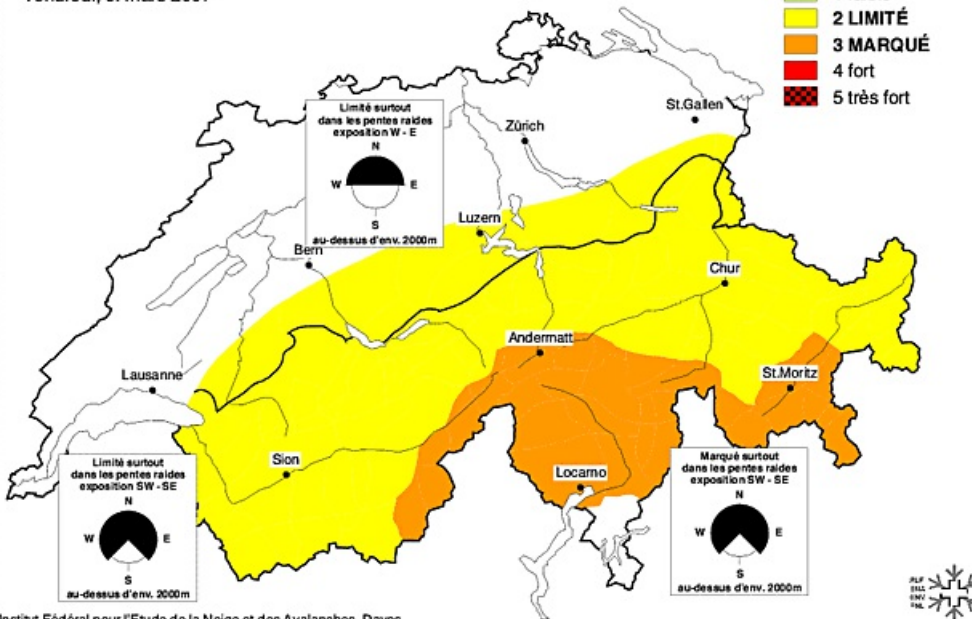 2 LIMITÉ
3 MARQUÉ
4 fort
5 très fort
Limité surtout
dans les pentes raides
exposition W - E
N
W E
S
au-dessus d'env. 2000m
St.Gallen
Zürich
Luzern
Bern
Chur
Andermatt
Lausanne
St.Moritz
Sion
Locarno
Limité surtout
dans les pentes raides
exposition SW - SE
N
W E
S
au-dessus d'env. 2000m
Marqué surtout
dans les pentes raides
exposition SW - SE
N
W E
S
au-dessus d'env. 2000m
SLF
ENA
Institut Fédéral pour l'Etude de la Neige et des Avalanches, Davos